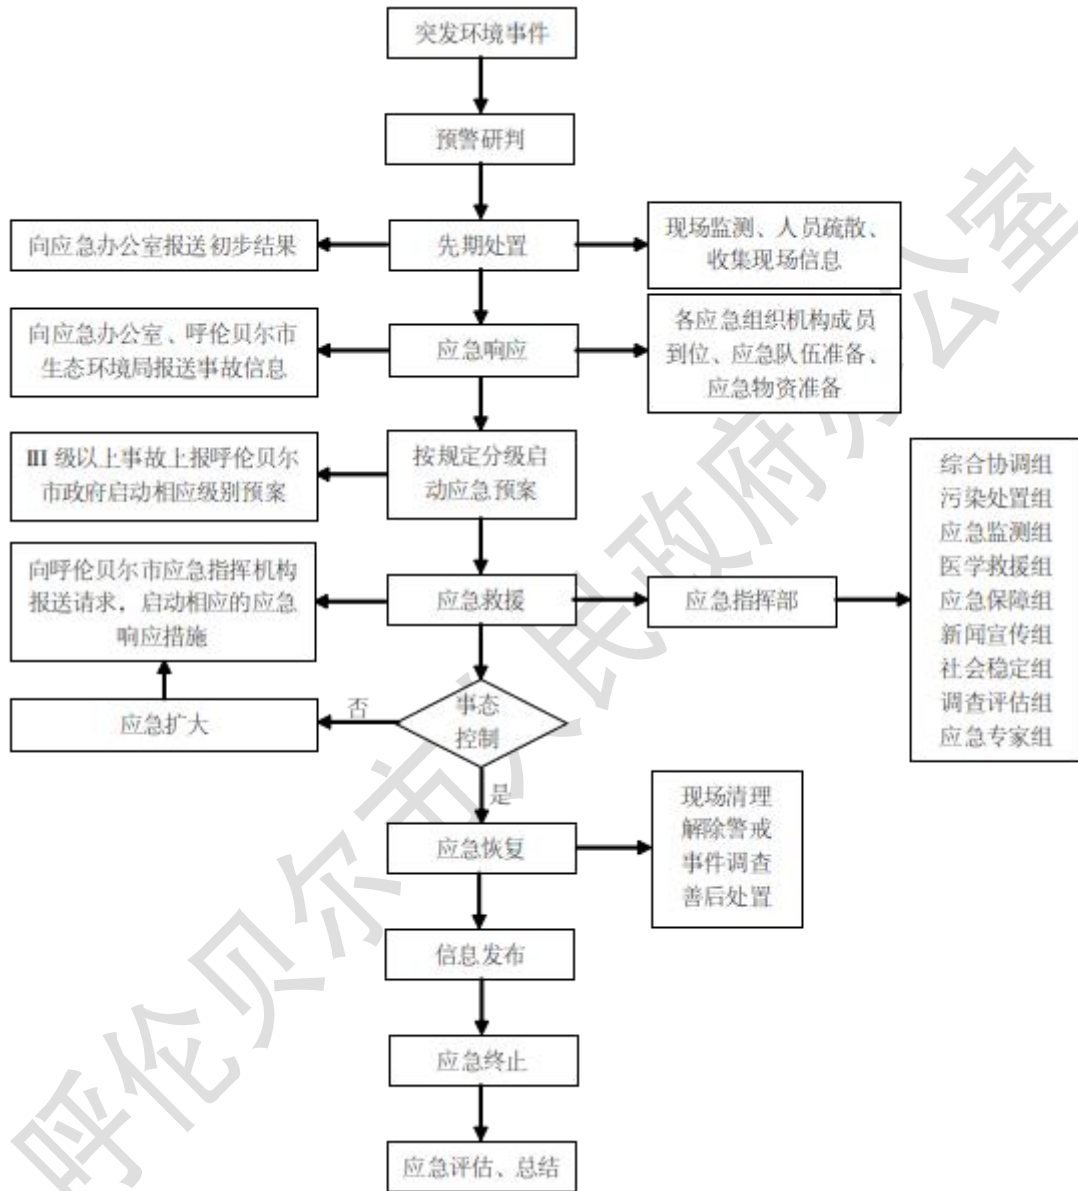 突发环境事件
预警研判
向应急办公室报送初步结果
先期处置
现场监测、人员疏散、
收集现场信息
向应急办公室、呼伦贝尔市
生态环境局报送事故信息
应急响应
各应急组织机构成员
到位、应急队伍准备、
应急物资准备
III 级以上事故上报呼伦贝尔
市政府启动相应级别预案
按规定分级启
动应急预案
向呼伦贝尔市应急指挥机构
报送请求，启动相应的应急
响应措施
应急救援
应急指挥部
综合协调组
污染处置组
应急监测组
医学救援组
应急保障组
新闻宣传组
社会稳定组
调查评估组
应急专家组
应急扩大
否
事态
控制
是
应急恢复
现场清理
解除警戒
事件调查
善后处置
信息发布
应急终止
应急评估、总结
呼伦贝尔市人民政府办公室